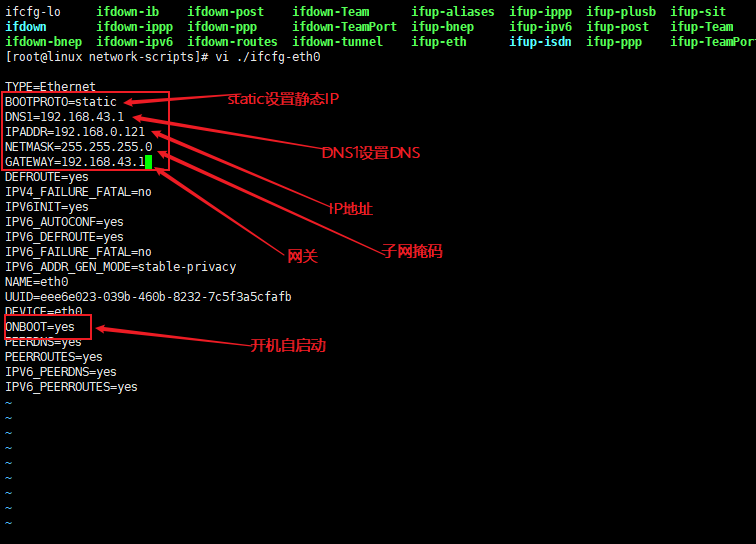 ifcfg-lo ifdown-ib ifdown-post ifdown-Team ifup-aliases ifup-ippp ifup-plusb ifup-sit
ifdown ifdown-ippp ifdown-ppp ifdown-TeamPort ifup-bnep ifup-ipv6 ifup-post ifup-Team
ifdown-bnep ifdown-ipv6 ifdown-routes ifdown-tunnel ifup-eth ifup-isdn ifup-ppp ifup-TeamPor
[root@linux network-scripts]# vi ./ifcfg-eth0
TYPE=Ethernet
BOOTPROTO=static
static设置静态IP
DNS1=192.168.43.1
IPADDR=192.168.0.121
NETMASK=255.255.255.0
DNS1设置DNS
GATEWAY=192.168.43.1
DEFROUTE=yes
IPV4_FAILURE_FATAL=no
IPV6INIT=yes
IP地址
IPV6_AUTOCONF=yes
IPV6_DEFROUTE=yes
IPV6_FAILURE_FATAL=no
网关
子网掩码
IPV6_ADDR_GEN_MODE=stable-privacy
NAME=eth0
UUID=eee6e023-039b-460b-8232-7c5f3a5cfafb
DEVICE=eth0
ONBOOT=yes
PEERDNS=yes
开机自启动
PEERROUTES=yes
IPV6_PEERDNS=yes
IPV6_PEERROUTES=yes
~
~
~
~
~
~
~
~
~